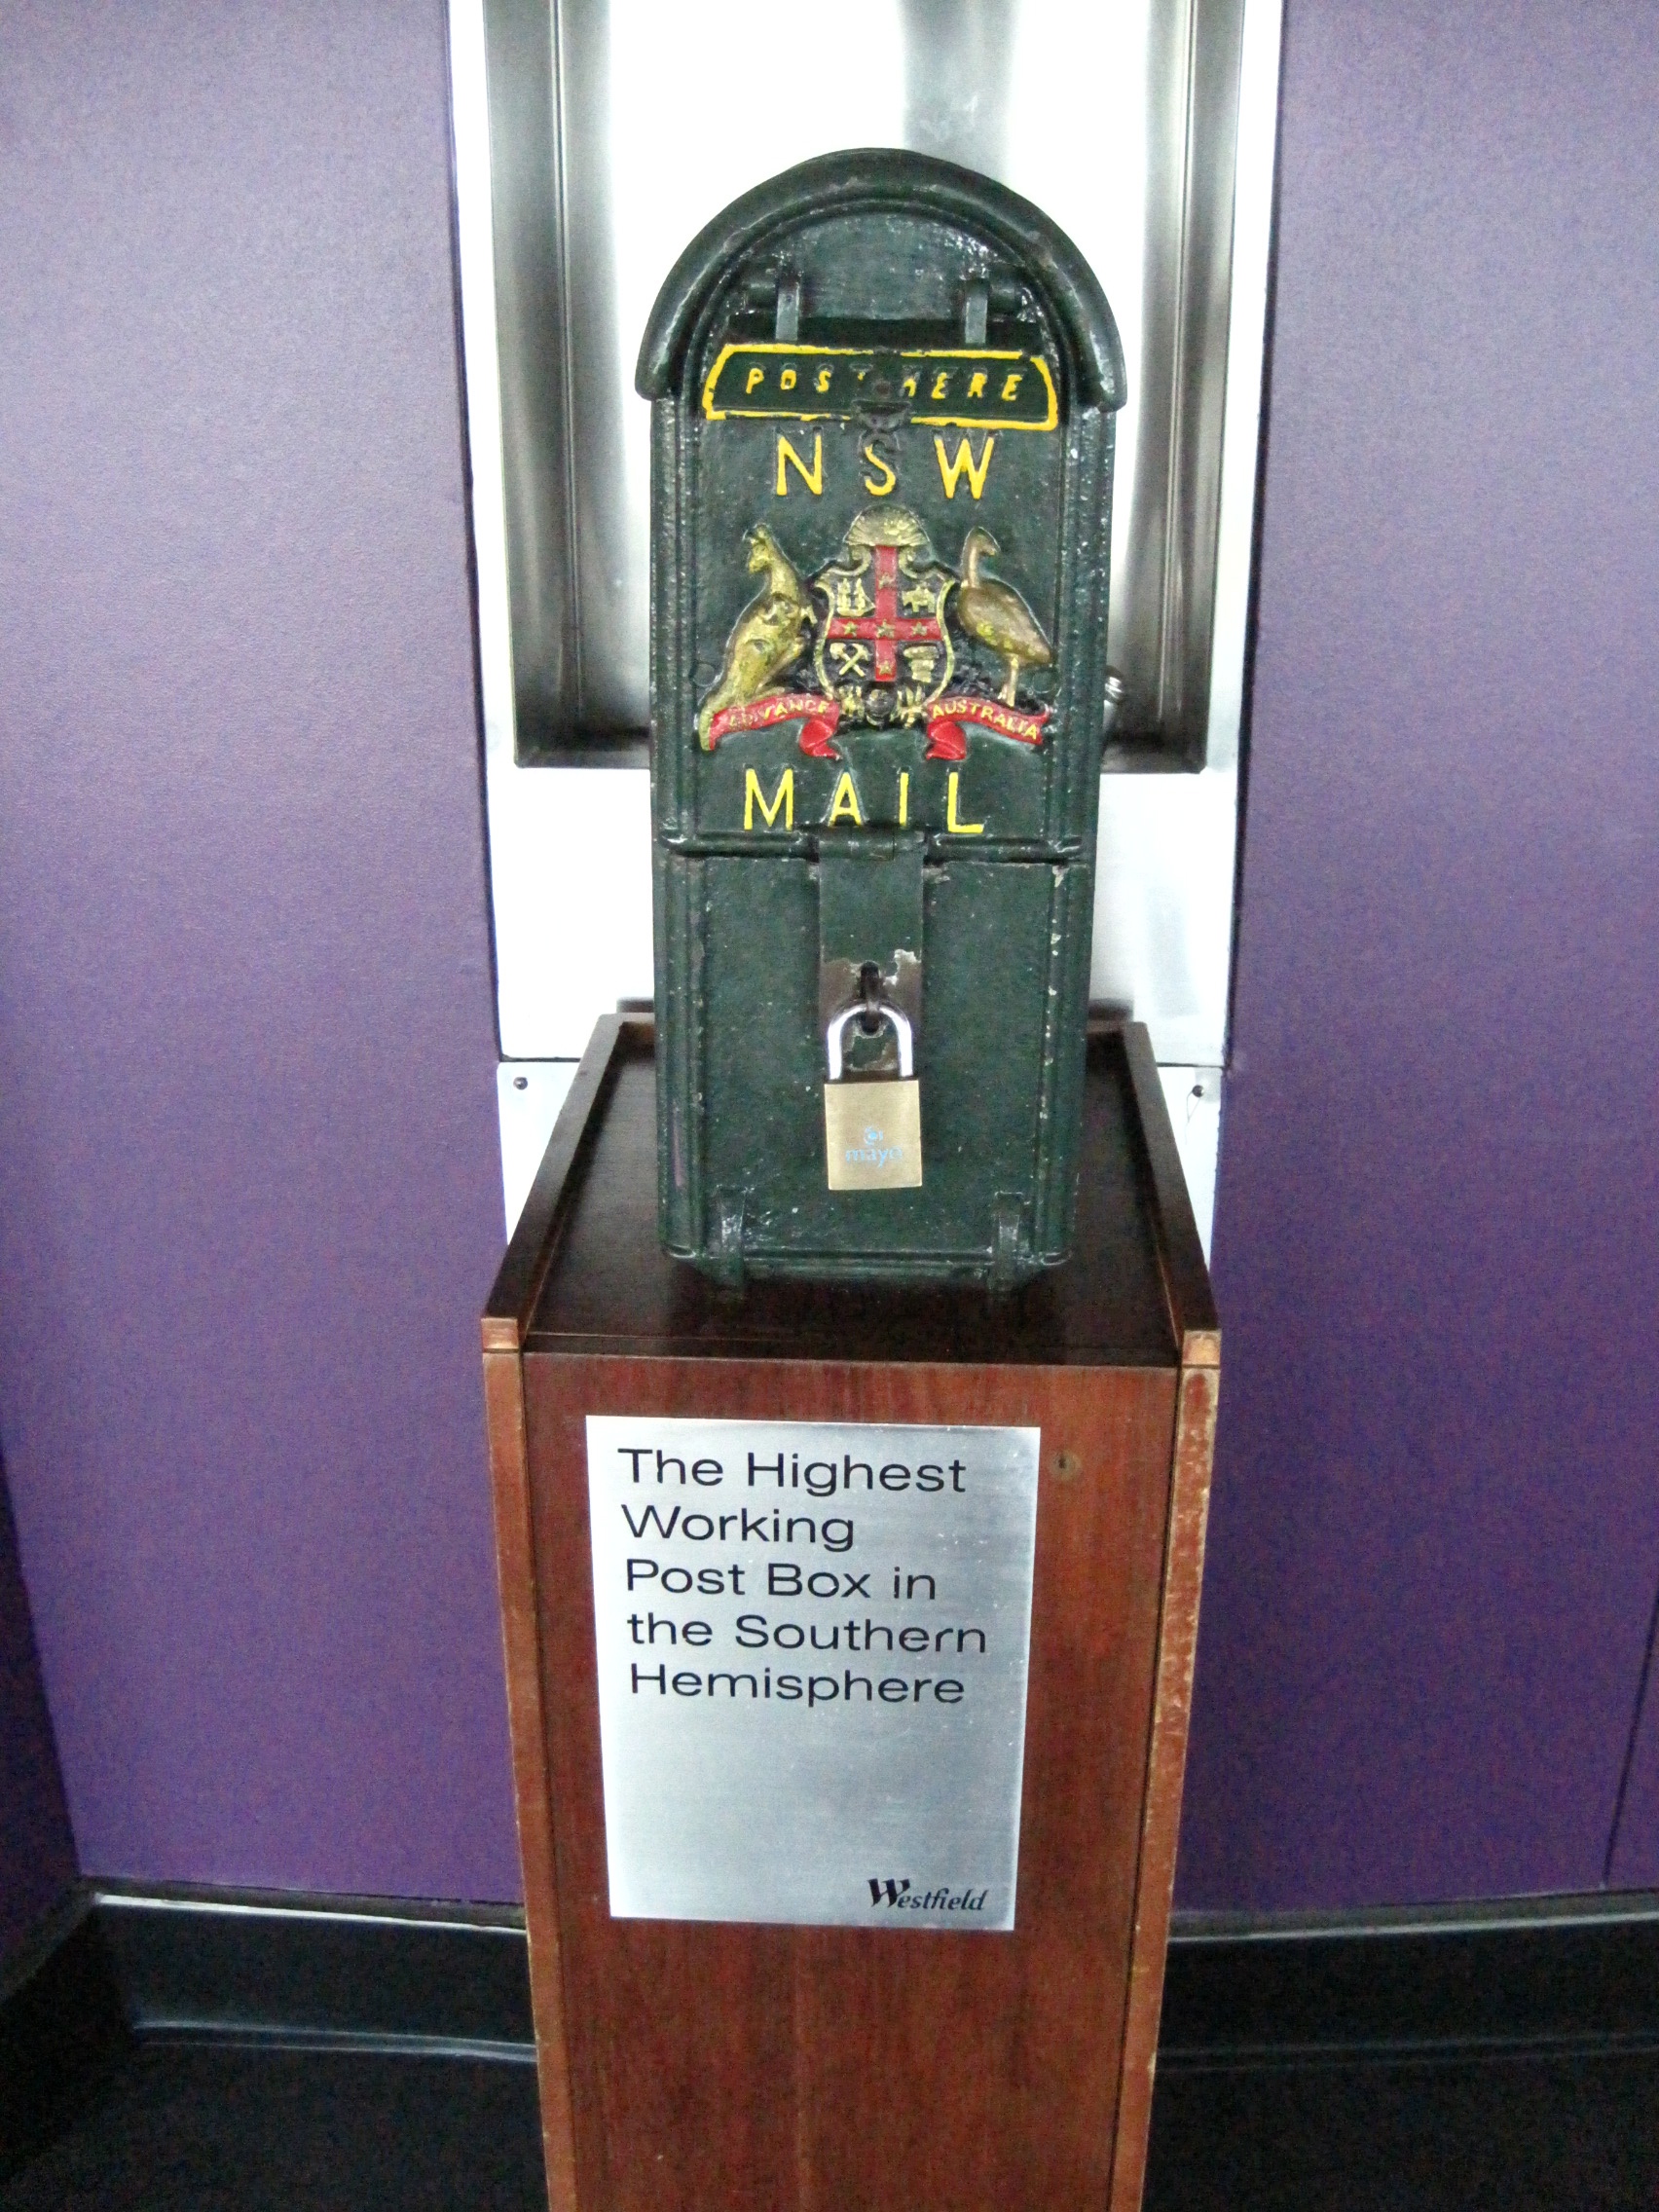 POST HERE
NSW
ADVANCE AUSTRALIA
MAIL
The Highest
Working
Post Box in
the Southern
Hemisphere
Westfield